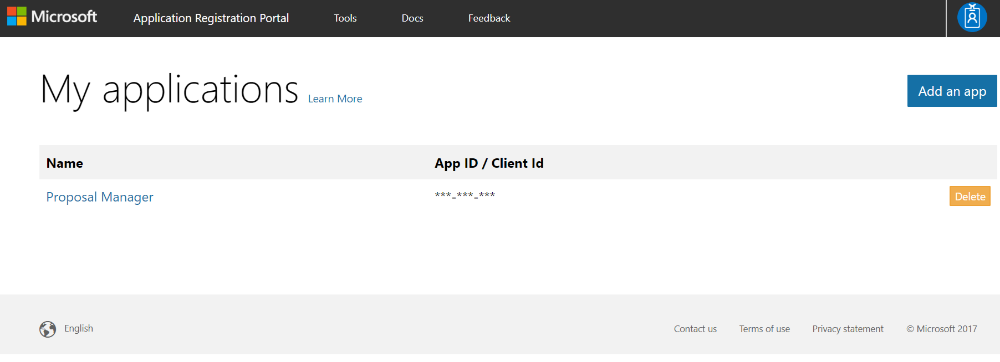 Microsoft Application Registration Portal Tools Docs Feedback
My applications Learn More Add an app
Name App ID / Client Id
Proposal Manager ***-***-*** Delete
English Contact us Terms of use Privacy statement © Microsoft 2017